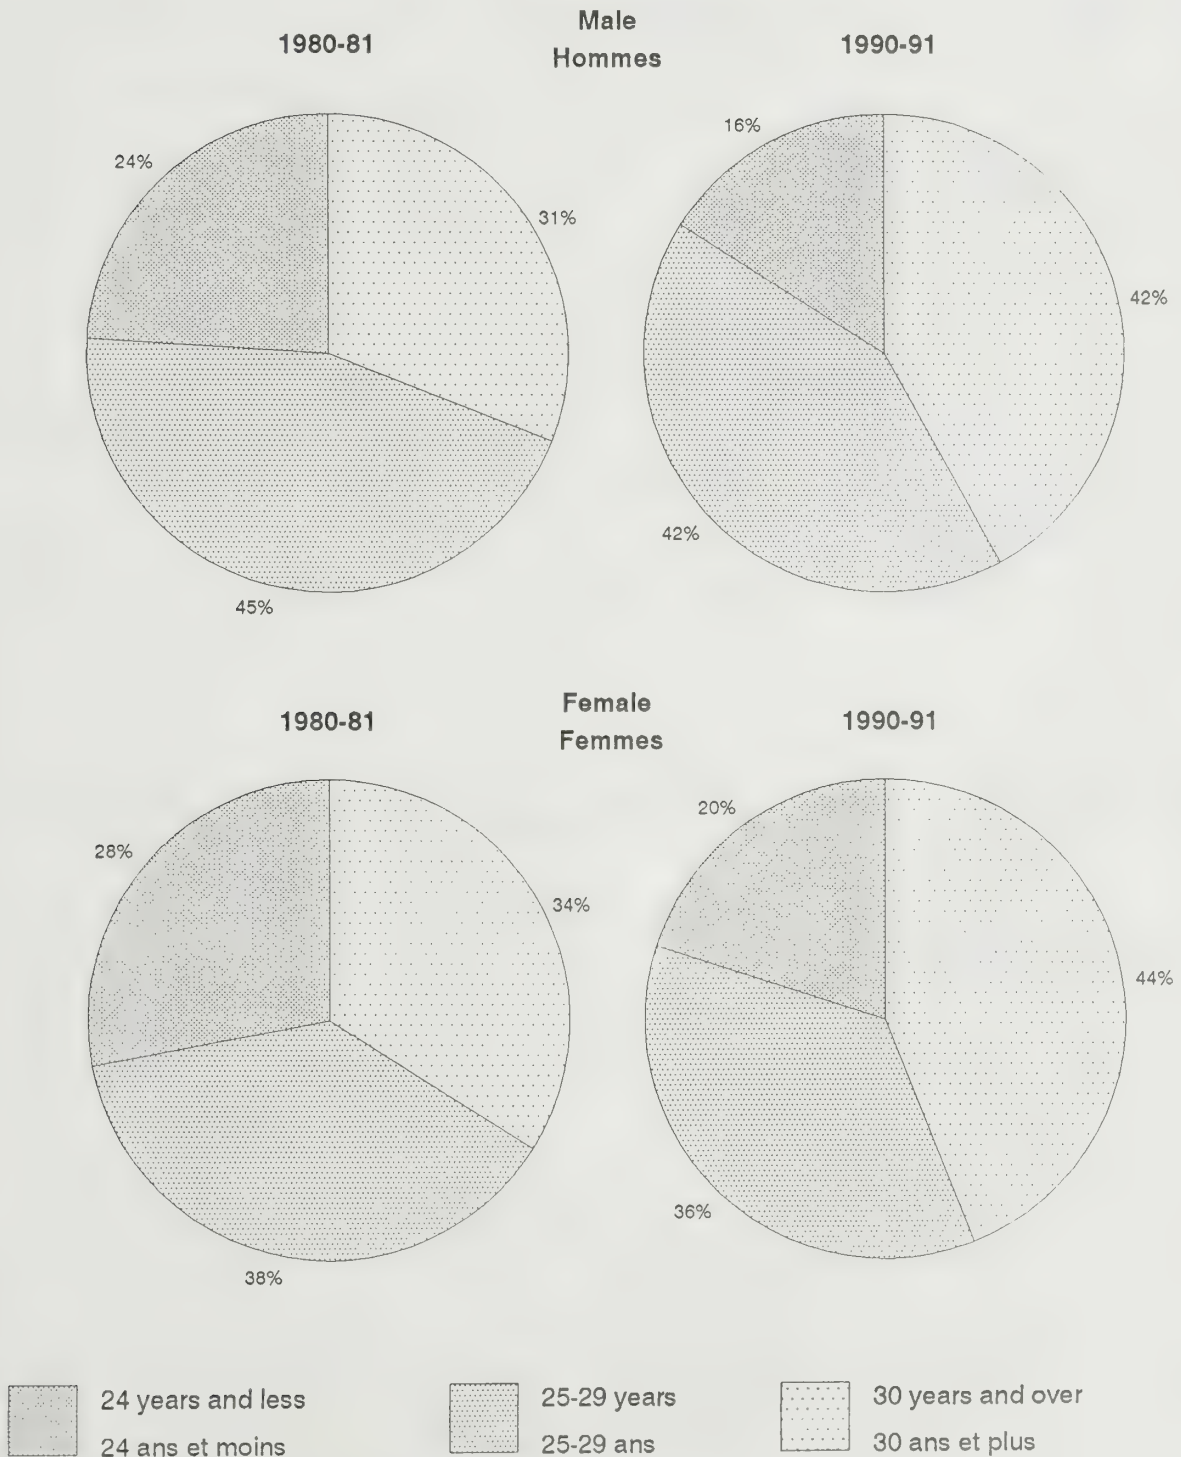 Male
Hommes
1980-81
1990-91
24%
31%
45%
16%
42%
42%
Female
Femmes
1980-81
1990-91
28%
34%
38%
20%
44%
36%
24 years and less
24 ans et moins
25-29 years
25-29 ans
30 years and over
30 ans et plus